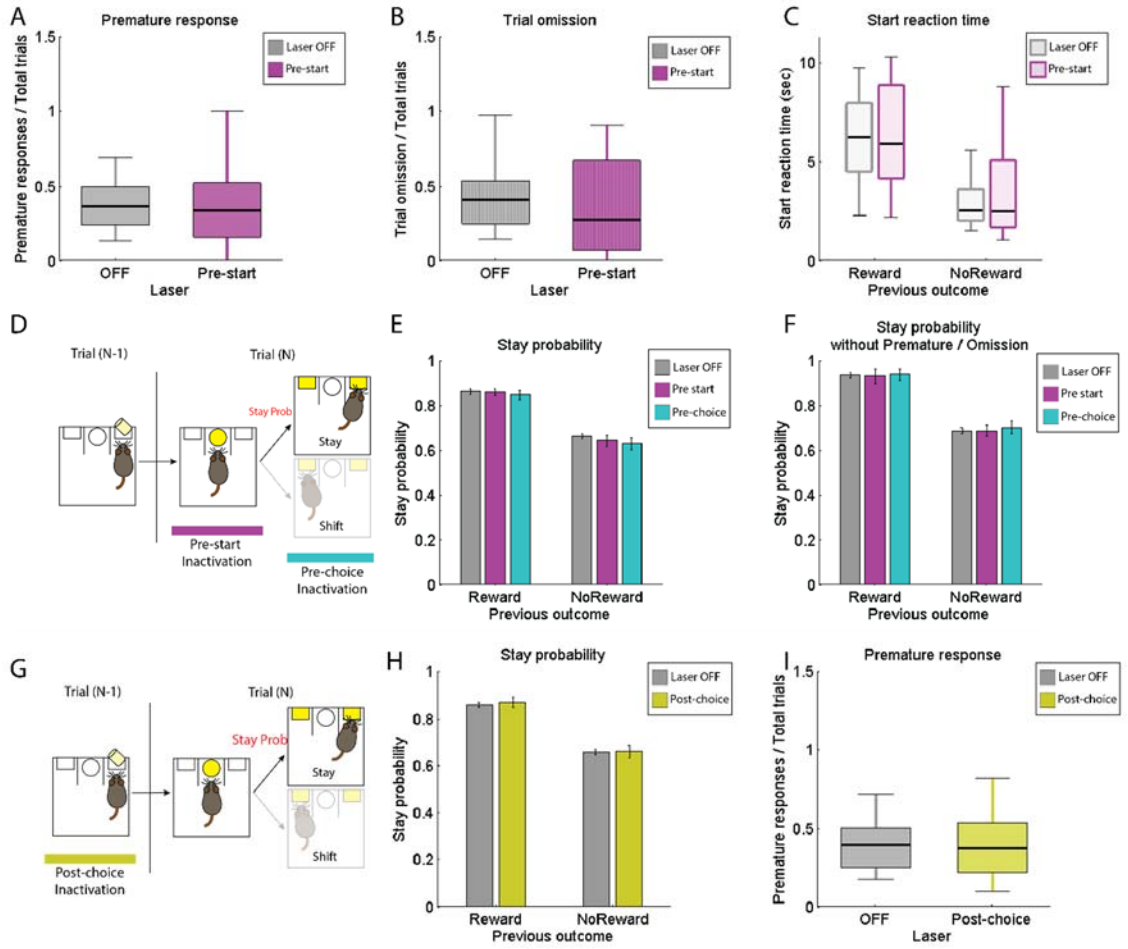 A
Premature response
Premature responses / Total trials
1.5
1
0.5
0
OFF
Pre-start
Laser
Laser OFF
Pre-start
B
Trial omission
Trial omission / Total trials
1.5
1
0.5
0
OFF
Pre-start
Laser
Laser OFF
Pre-start
C
Start reaction time
Start reaction time (sec)
10
5
0
Reward
NoReward
Previous outcome
Laser OFF
Pre-start
D
Trial (N-1)
Trial (N)
Stay Prob
Stay
Shift
Pre-start
Inactivation
Pre-choice
Inactivation
E
Stay probability
Stay probability
1
0.8
0.6
0.4
0.2
0
Reward
NoReward
Previous outcome
Laser OFF
Pre start
Pre-choice
F
Stay probability
without Premature / Omission
Stay probability
1
0.8
0.6
0.4
0.2
0
Reward
NoReward
Previous outcome
Laser OFF
Pre start
Pre-choice
G
Trial (N-1)
Trial (N)
Stay Prob
Stay
Shift
Post-choice
Inactivation
H
Stay probability
Stay probability
1
0.8
0.6
0.4
0.2
0
Reward
NoReward
Previous outcome
Laser OFF
Post-choice
I
Premature response
Premature responses / Total trials
1.5
1
0.5
0
OFF
Post-choice
Laser
Laser OFF
Post-choice